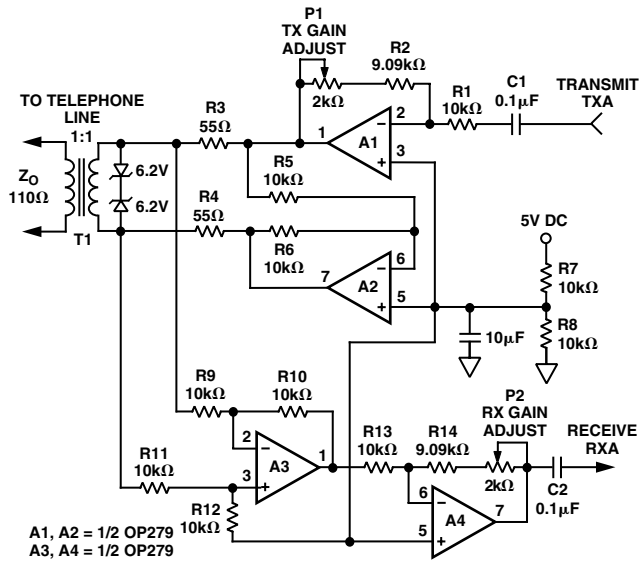 P1
TX GAIN
ADJUST
2kΩ
R2
9.09kΩ
R1
10kΩ
C1
0.1µF
TRANSMIT
TXA
TO TELEPHONE
LINE
1:1
ZO
110Ω
T1
6.2V
6.2V
R3
55Ω
1
A1
2
–
+
3
R5
10kΩ
R4
55Ω
R6
10kΩ
7
A2
6
–
+
5
5V DC
R7
10kΩ
R8
10kΩ
10µF
R9
10kΩ
R10
10kΩ
R11
10kΩ
R12
10kΩ
2
–
3
+
A3
1
R13
10kΩ
R14
9.09kΩ
P2
RX GAIN
ADJUST
2kΩ
6
–
5
+
A4
7
RECEIVE
RXA
C2
0.1µF
A1, A2 = 1/2 OP279
A3, A4 = 1/2 OP279